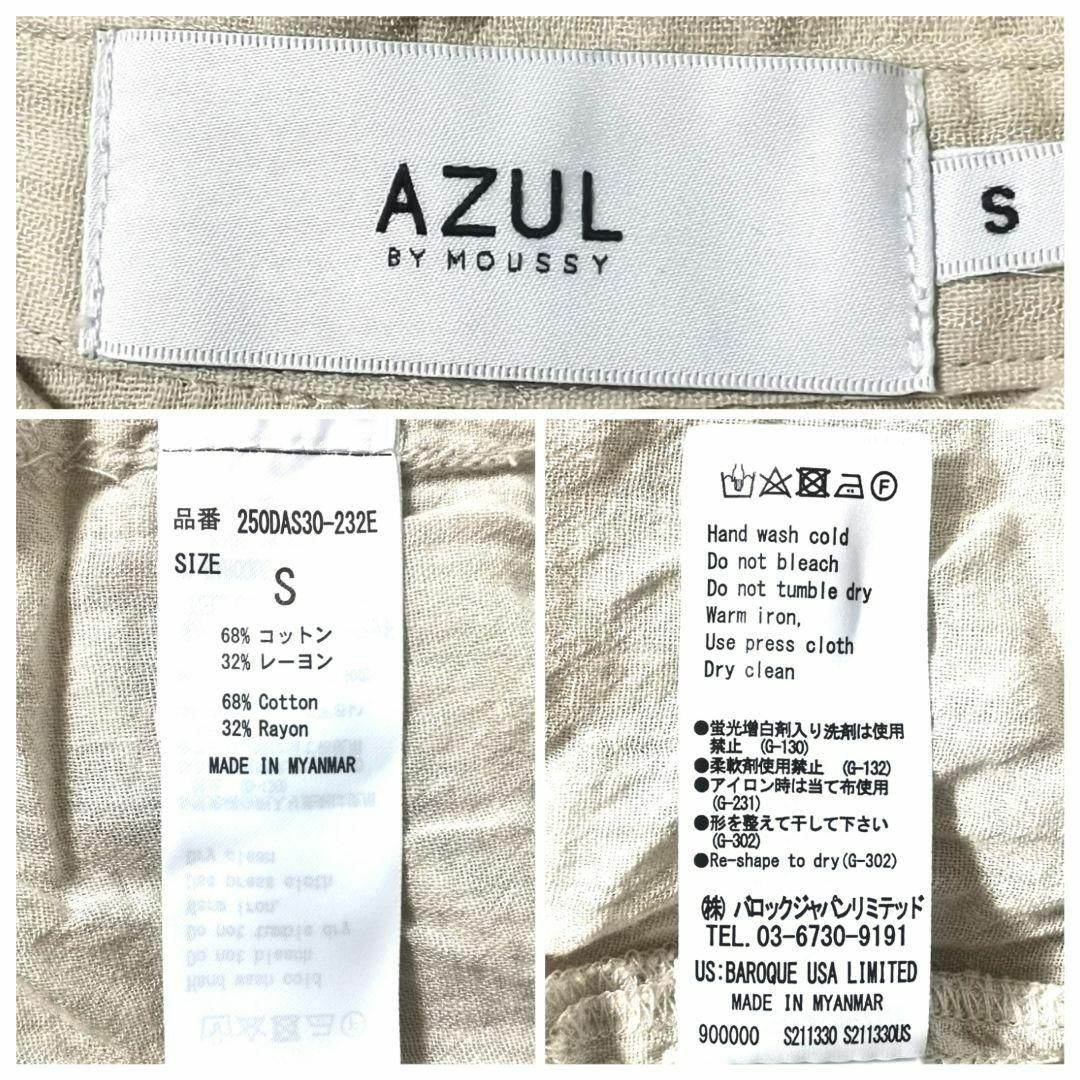 AZUL
BY MOUSSY
S
品番 250DAS30-232E
SIZE
S
68% コットン
32% レーヨン
68% Cotton
32% Rayon
MADE IN MYANMAR
F
Hand wash cold
Do not bleach
Do not tumble dry
Warm iron,
Use press cloth
Dry clean
●蛍光増白剤入り洗剤は使用
禁止 (G-130)
●柔軟剤使用禁止 (G-132)
●アイロン時は当て布使用
(G-231)
●形を整えて干して下さい
(G-302)
●Re-shape to dry(G-302)
㈱ バロックジャパンリミテッド
TEL. 03-6730-9191
US:BAROQUE USA LIMITED
MADE IN MYANMAR
900000 S211330 S211330US